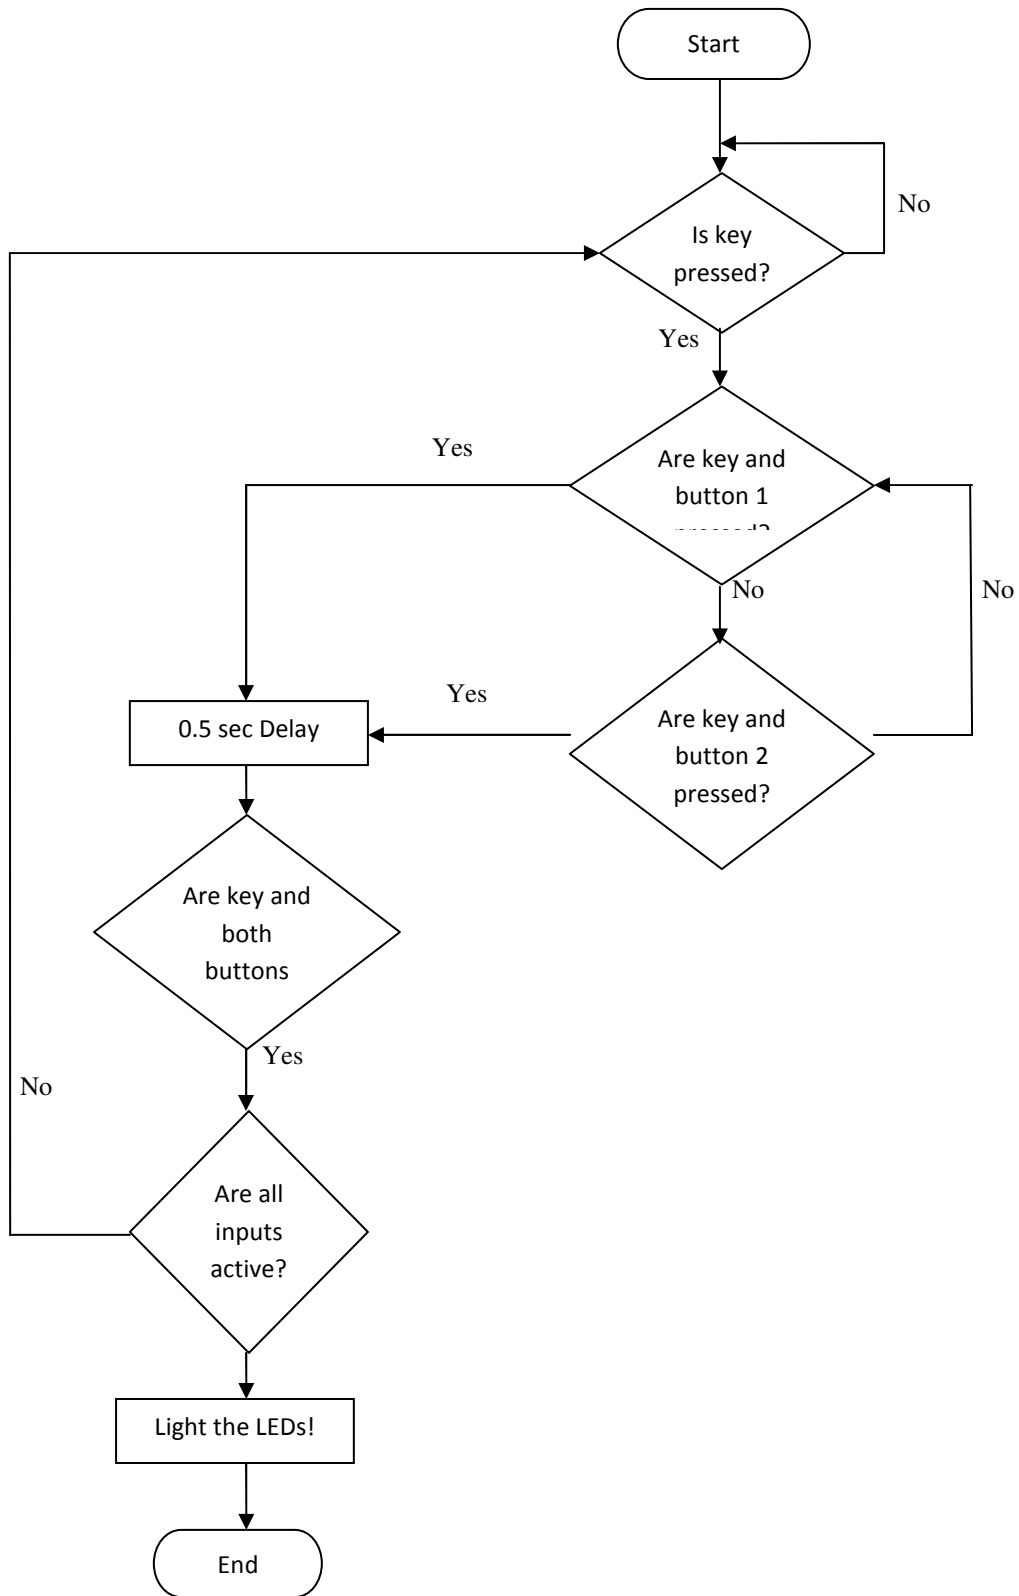 Start
No
Is key
pressed?
Yes
Yes
Are key and
button 1
No
No
Yes
0.5 sec Delay
Are key and
button 2
pressed?
Are key and
both
buttons
Yes
No
Are all
inputs
active?
Light the LEDs!
End